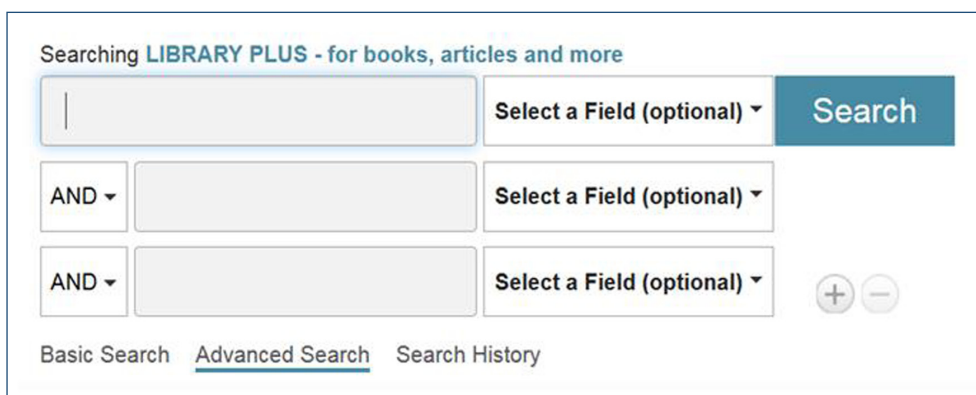 Searching LIBRARY PLUS - for books, articles and more
Select a Field (optional) Search
AND Select a Field (optional)
AND Select a Field (optional)
Basic Search Advanced Search Search History